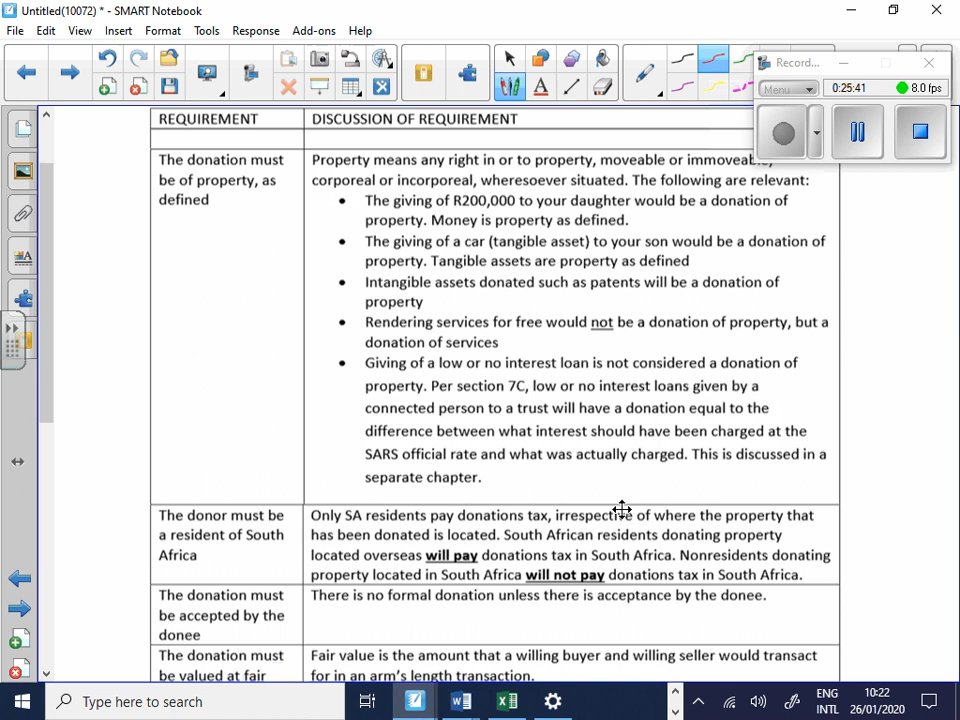 Untitled(10072) * - SMART Notebook
File Edit View Insert Format Tools Response Add-ons Help
Record...
Menu 0:25:41 8.0 fps
REQUIREMENT DISCUSSION OF REQUIREMENT
The donation must be of property, as defined
Property means any right in or to property, moveable or immoveable,
corporeal or incorporeal, wheresoever situated. The following are relevant:
• The giving of R200,000 to your daughter would be a donation of
property. Money is property as defined.
• The giving of a car (tangible asset) to your son would be a donation of
property. Tangible assets are property as defined
• Intangible assets donated such as patents will be a donation of
property
• Rendering services for free would not be a donation of property, but a
donation of services
• Giving of a low or no interest loan is not considered a donation of
property. Per section 7C, low or no interest loans given by a
connected person to a trust will have a donation equal to the
difference between what interest should have been charged at the
SARS official rate and what was actually charged. This is discussed in a
separate chapter.
The donor must be
a resident of South
Africa
Only SA residents pay donations tax, irrespective of where the property that
has been donated is located. South African residents donating property
located overseas will pay donations tax in South Africa. Nonresidents donating
property located in South Africa will not pay donations tax in South Africa.
The donation must
be accepted by the
donee
There is no formal donation unless there is acceptance by the donee.
The donation must
be valued at fair
Fair value is the amount that a willing buyer and willing seller would transact
for in an arm's length transaction.
Type here to search
ENG
INTL
10:22
26/01/2020